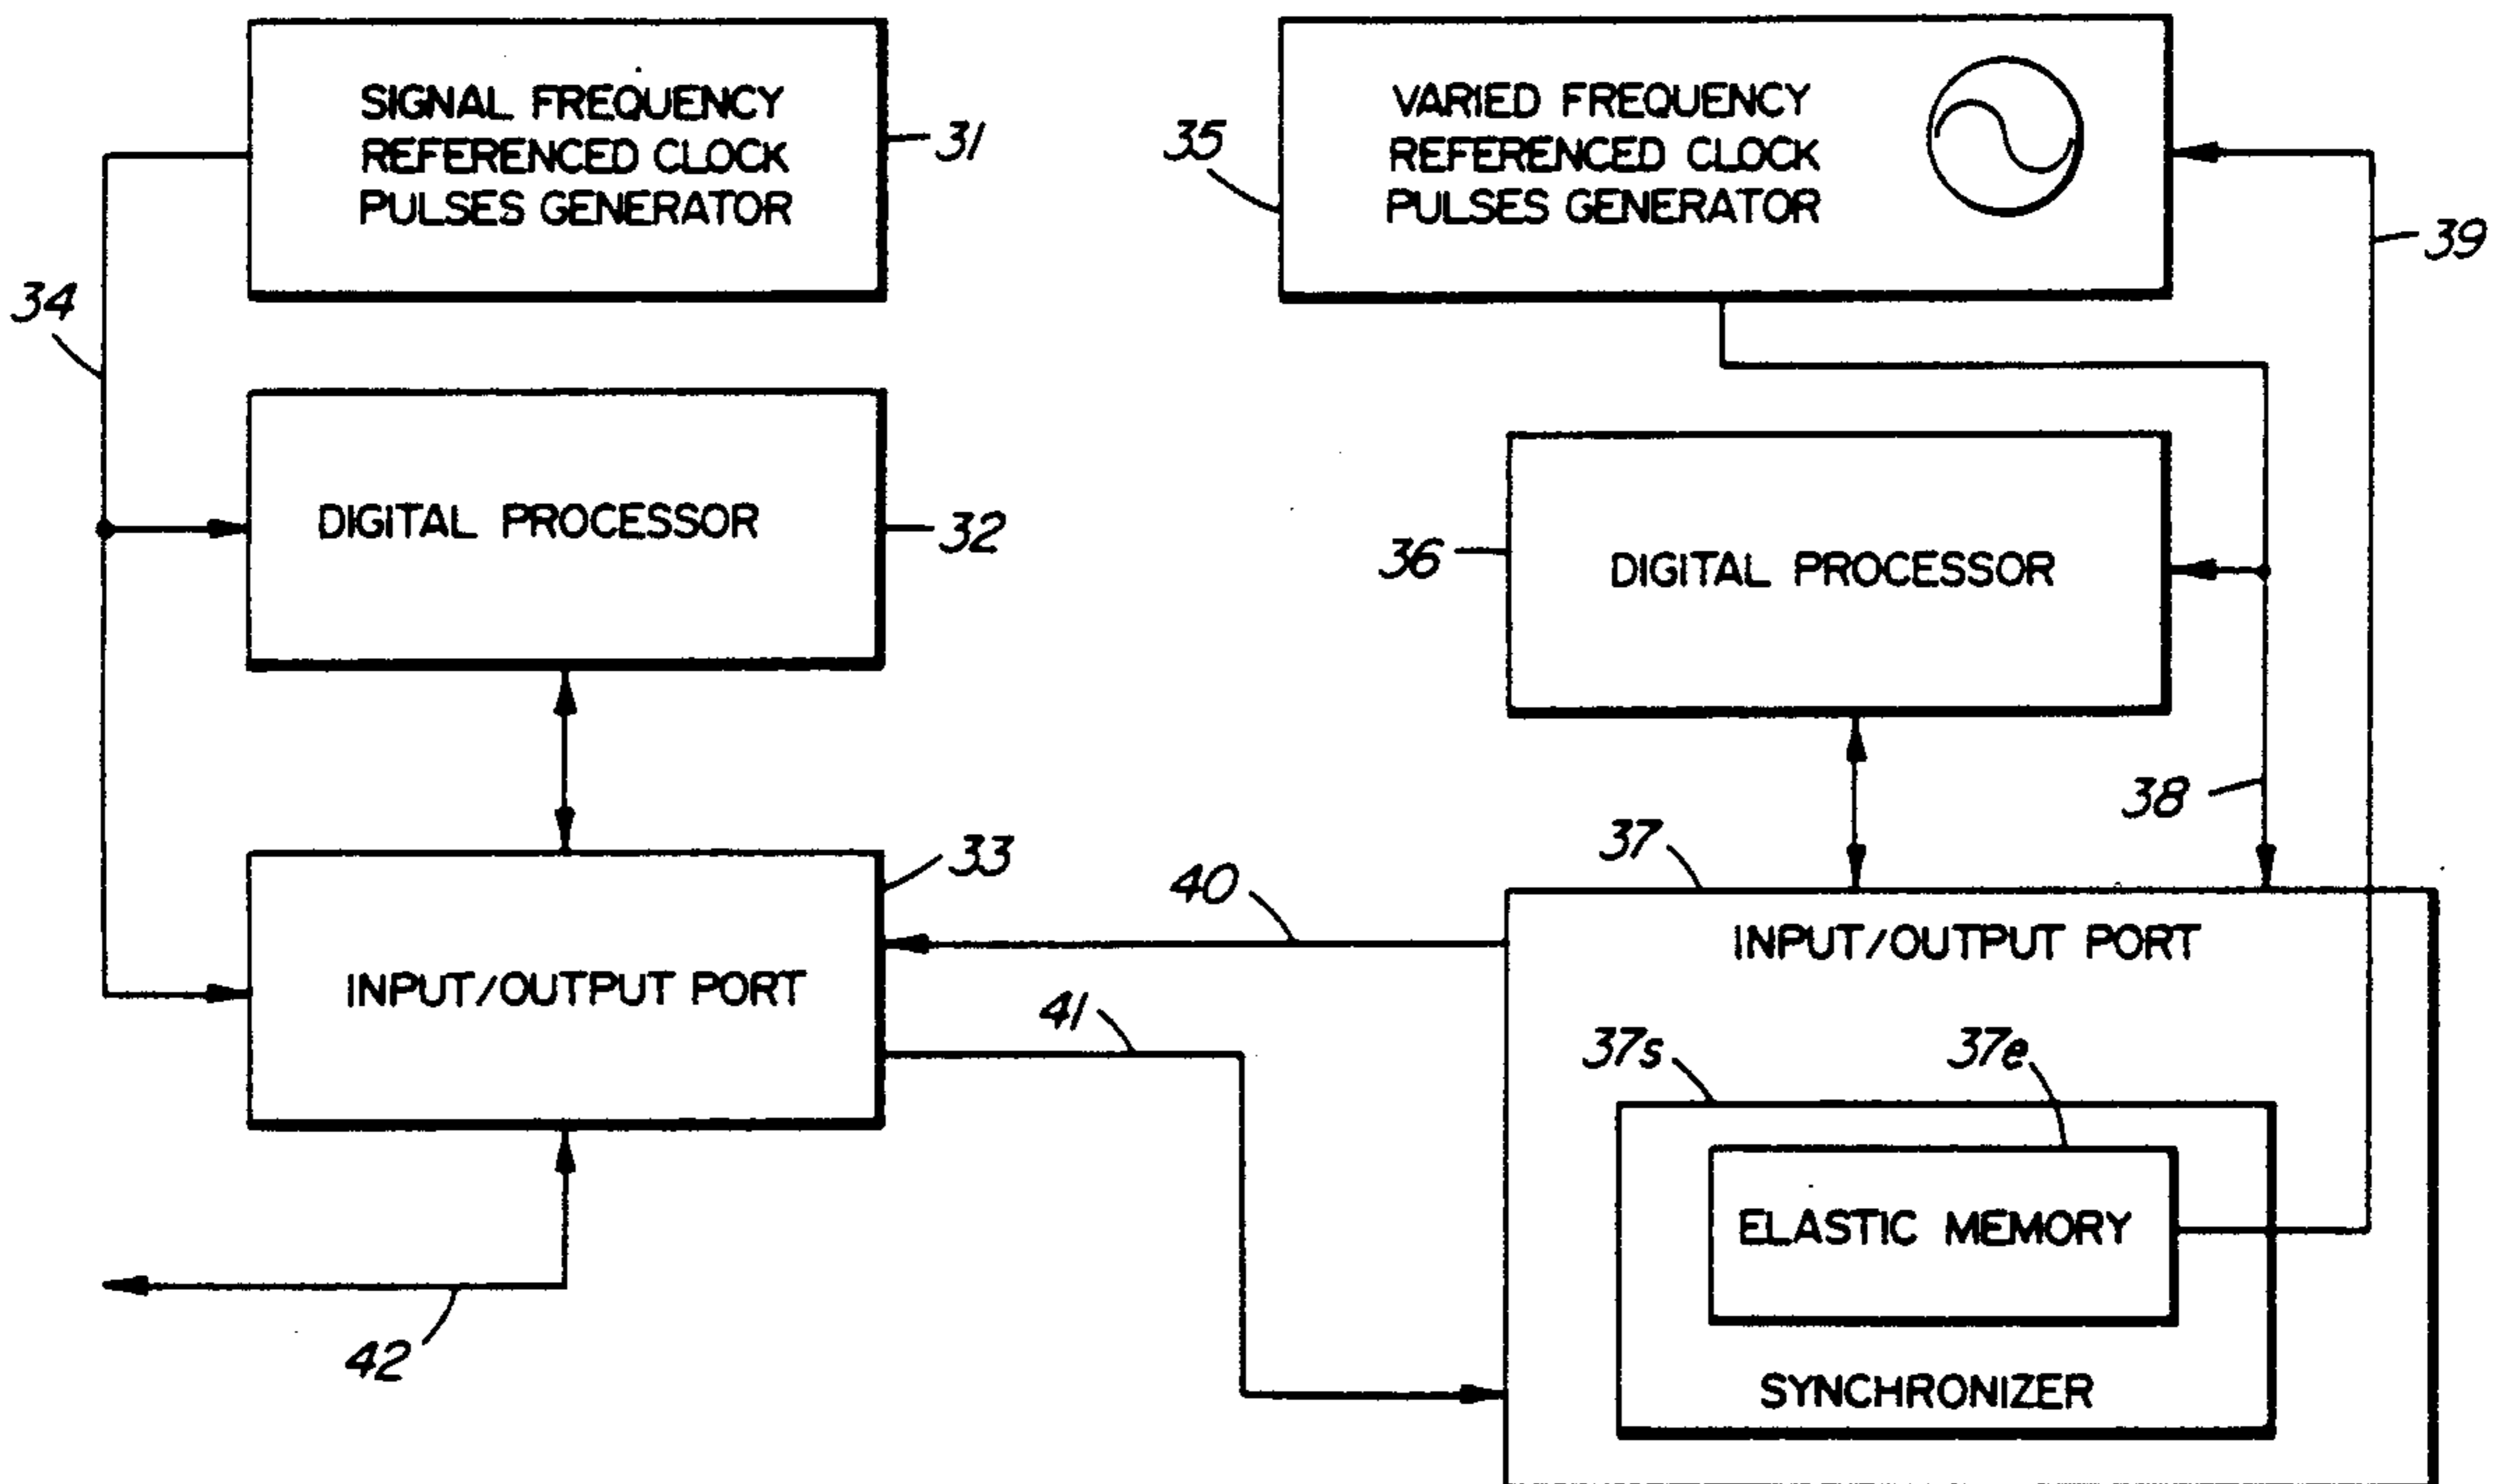 SIGNAL FREQUENCY
REFERENCED CLOCK
PULSES GENERATOR
31
34
DIGITAL PROCESSOR
32
INPUT/OUTPUT PORT
33
42
40
41
VARIED FREQUENCY
REFERENCED CLOCK
PULSES GENERATOR
35
39
36
DIGITAL PROCESSOR
38
37
INPUT/OUTPUT PORT
37s
37e
ELASTIC MEMORY
SYNCHRONIZER